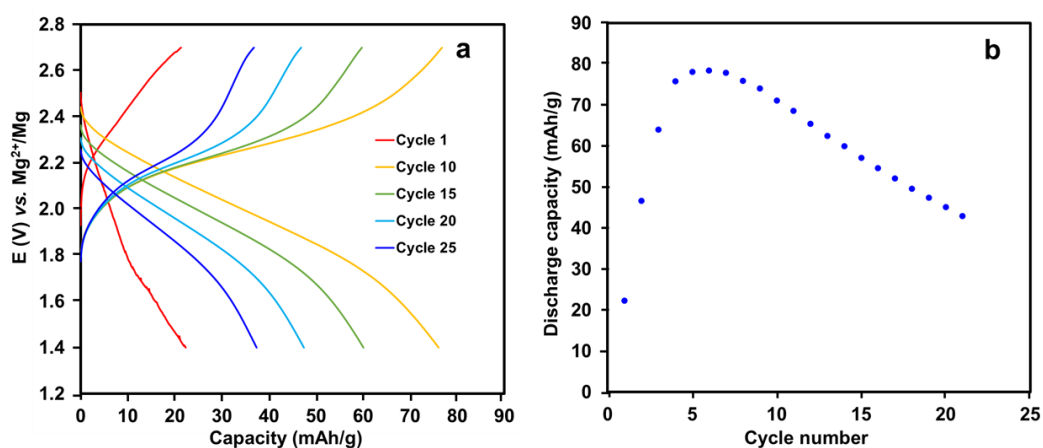 a
2.8
2.6
2.4
2.2
2.0
1.8
1.6
1.4
1.2
E (V) vs. Mg²⁺/Mg
Cycle 1
Cycle 10
Cycle 15
Cycle 20
Cycle 25
0 10 20 30 40 50 60 70 80 90
Capacity (mAh/g)
b
90
80
70
60
50
40
30
20
10
0
Discharge capacity (mAh/g)
0 5 10 15 20 25
Cycle number